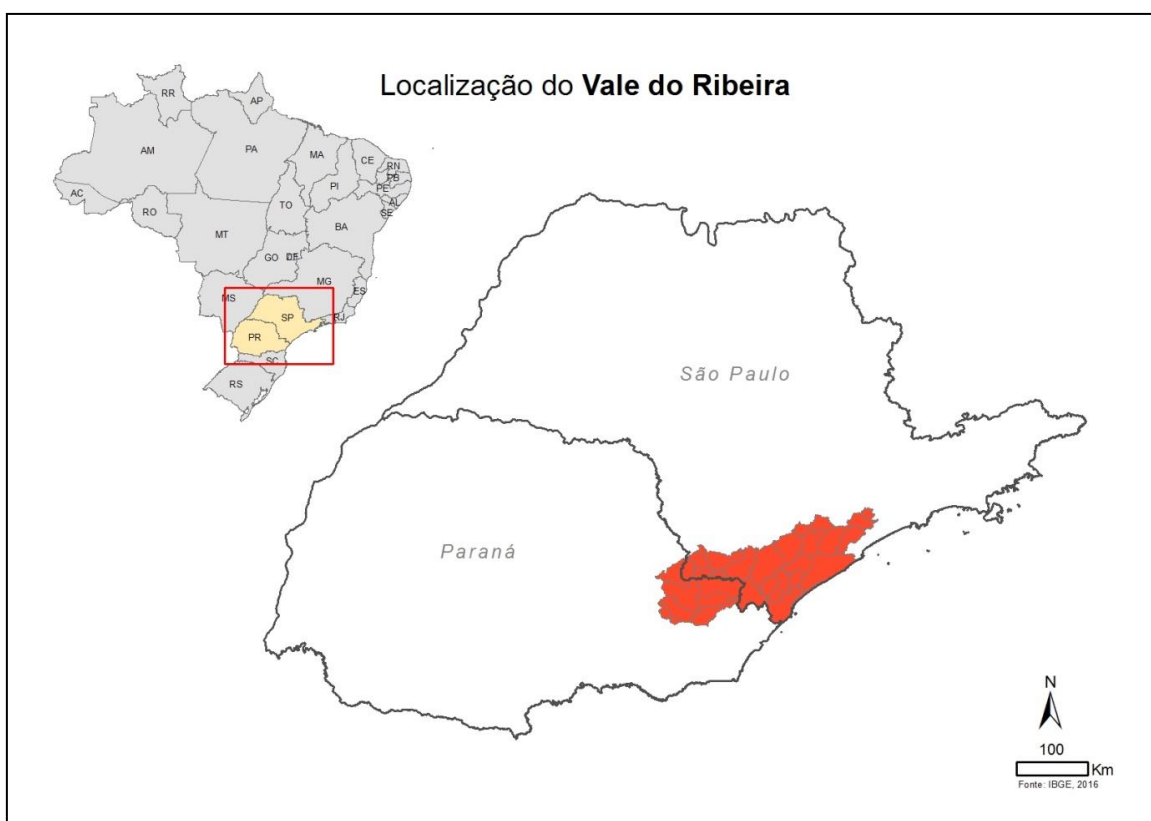 Localização do Vale do Ribeira
RR
AP
AM
PA
MA
CE
RN
PB
PE
AL
SE
PI
AC
RO
TO
BA
MT
GO
DF
MG
ES
MS
SP
RJ
PR
SC
RS
São Paulo
Paraná
N
100
Km
Fonte: IBGE, 2016